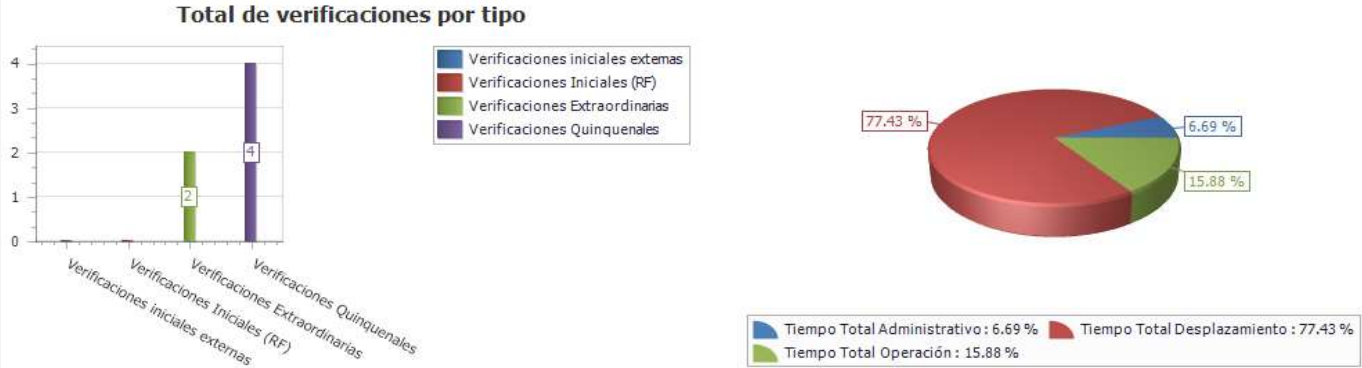 Total de verificaciones por tipo
4
3
2
1
0
2
4
Verificaciones iniciales externas
Verificaciones Iniciales (RF)
Verificaciones Extraordinarias
Verificaciones Quinquenales
Verificaciones iniciales externas
Verificaciones Iniciales (RF)
Verificaciones Extraordinarias
Verificaciones Quinquenales
77.43 %
6.69 %
15.88 %
Tiempo Total Administrativo : 6.69 % Tiempo Total Desplazamiento : 77.43 %
Tiempo Total Operación : 15.88 %